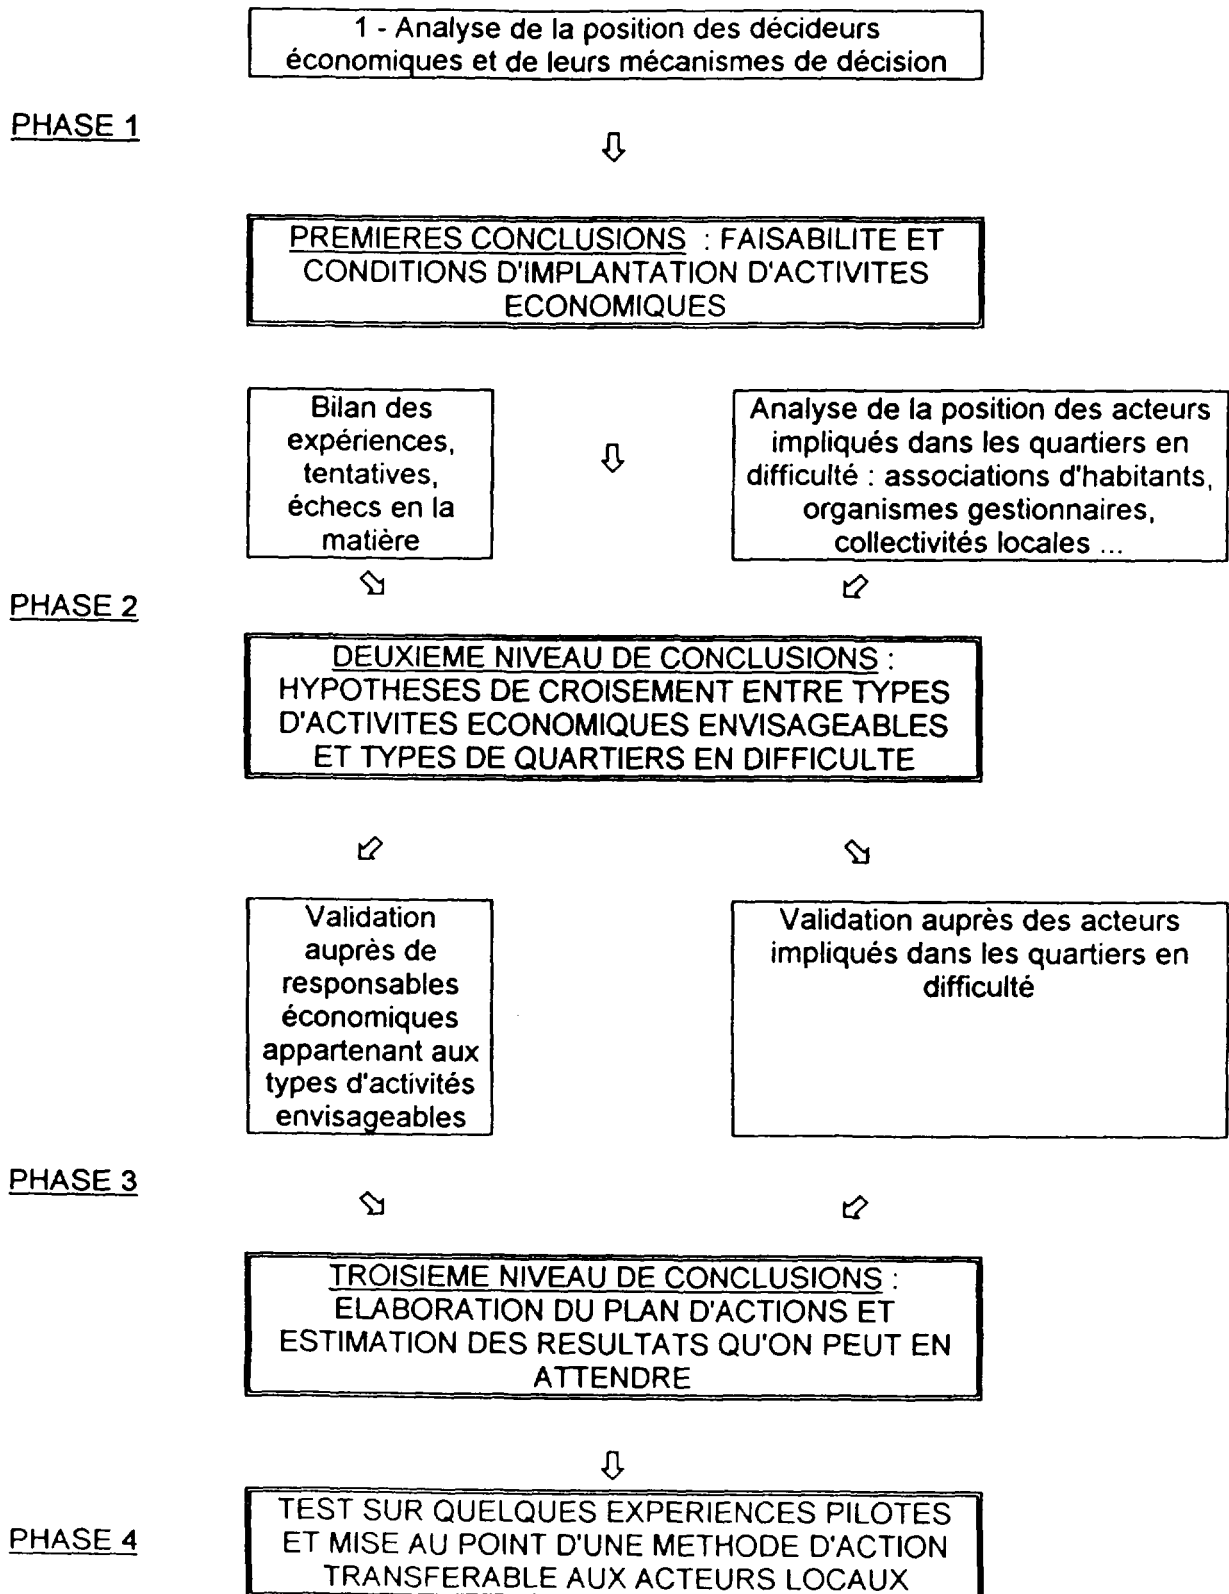 1 - Analyse de la position des décideurs
économiques et de leurs mécanismes de décision
PHASE 1
PREMIERES CONCLUSIONS : FAISABILITE ET
CONDITIONS D'IMPLANTATION D'ACTIVITES
ECONOMIQUES
Bilan des
expériences,
tentatives,
échecs en la
matière
Analyse de la position des acteurs
impliqués dans les quartiers en
difficulté : associations d'habitants,
organismes gestionnaires,
collectivités locales ...
PHASE 2
DEUXIEME NIVEAU DE CONCLUSIONS :
HYPOTHESES DE CROISEMENT ENTRE TYPES
D'ACTIVITES ECONOMIQUES ENVISAGEABLES
ET TYPES DE QUARTIERS EN DIFFICULTE
Validation
auprès de
responsables
économiques
appartenant aux
types d'activités
envisageables
Validation auprès des acteurs
impliqués dans les quartiers en
difficulté
PHASE 3
TROISIEME NIVEAU DE CONCLUSIONS :
ELABORATION DU PLAN D'ACTIONS ET
ESTIMATION DES RESULTATS QU'ON PEUT EN
ATTENDRE
PHASE 4
TEST SUR QUELQUES EXPERIENCES PILOTES
ET MISE AU POINT D'UNE METHODE D'ACTION
TRANSFERABLE AUX ACTEURS LOCAUX